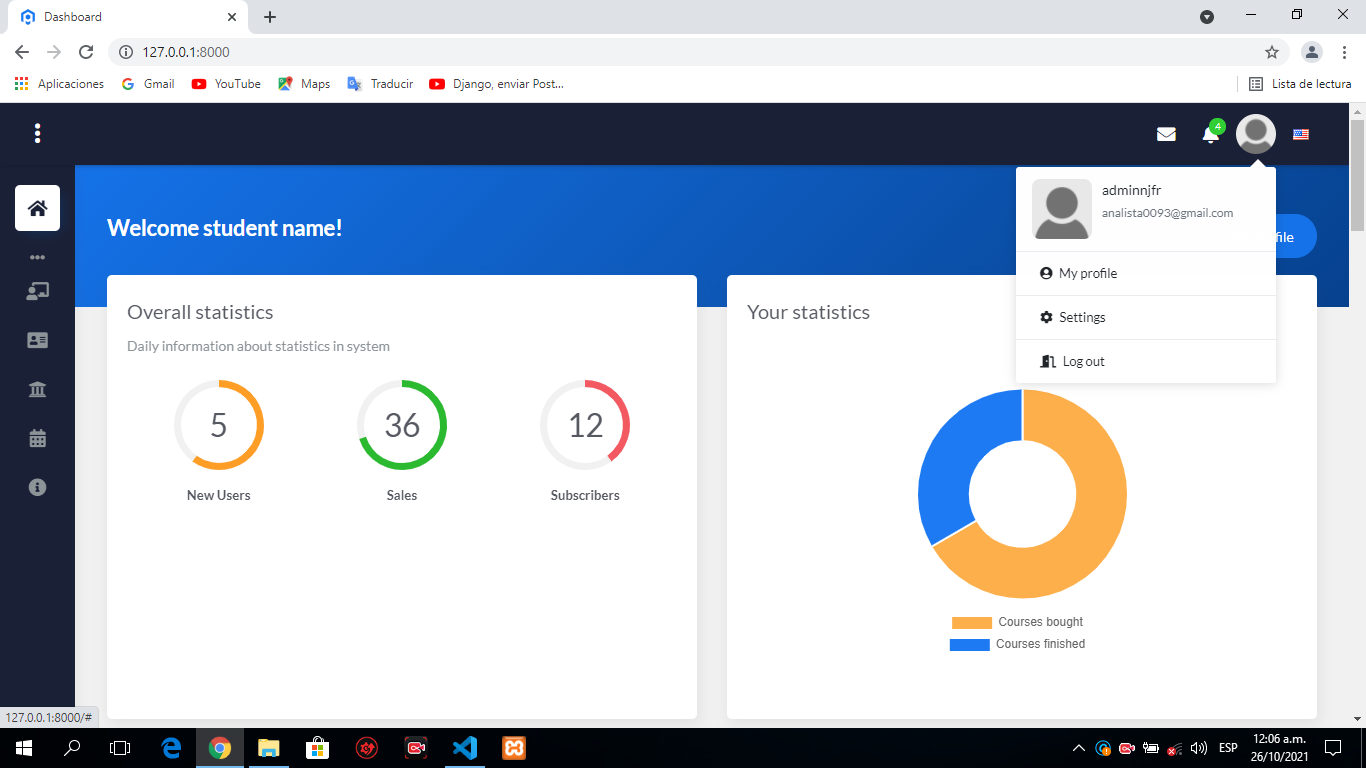 Dashboard
127.0.0.1:8000
Aplicaciones
Gmail
YouTube
Maps
Traducir
Django, enviar Post...
Lista de lectura
4
adminnjfr
analista0093@gmail.com
Welcome student name!
file
My profile
Settings
Log out
Overall statistics
Daily information about statistics in system
5
36
12
New Users
Sales
Subscribers
Your statistics
Courses bought
Courses finished
127.0.0.1:8000/#
ESP
12:06 a.m.
26/10/2021